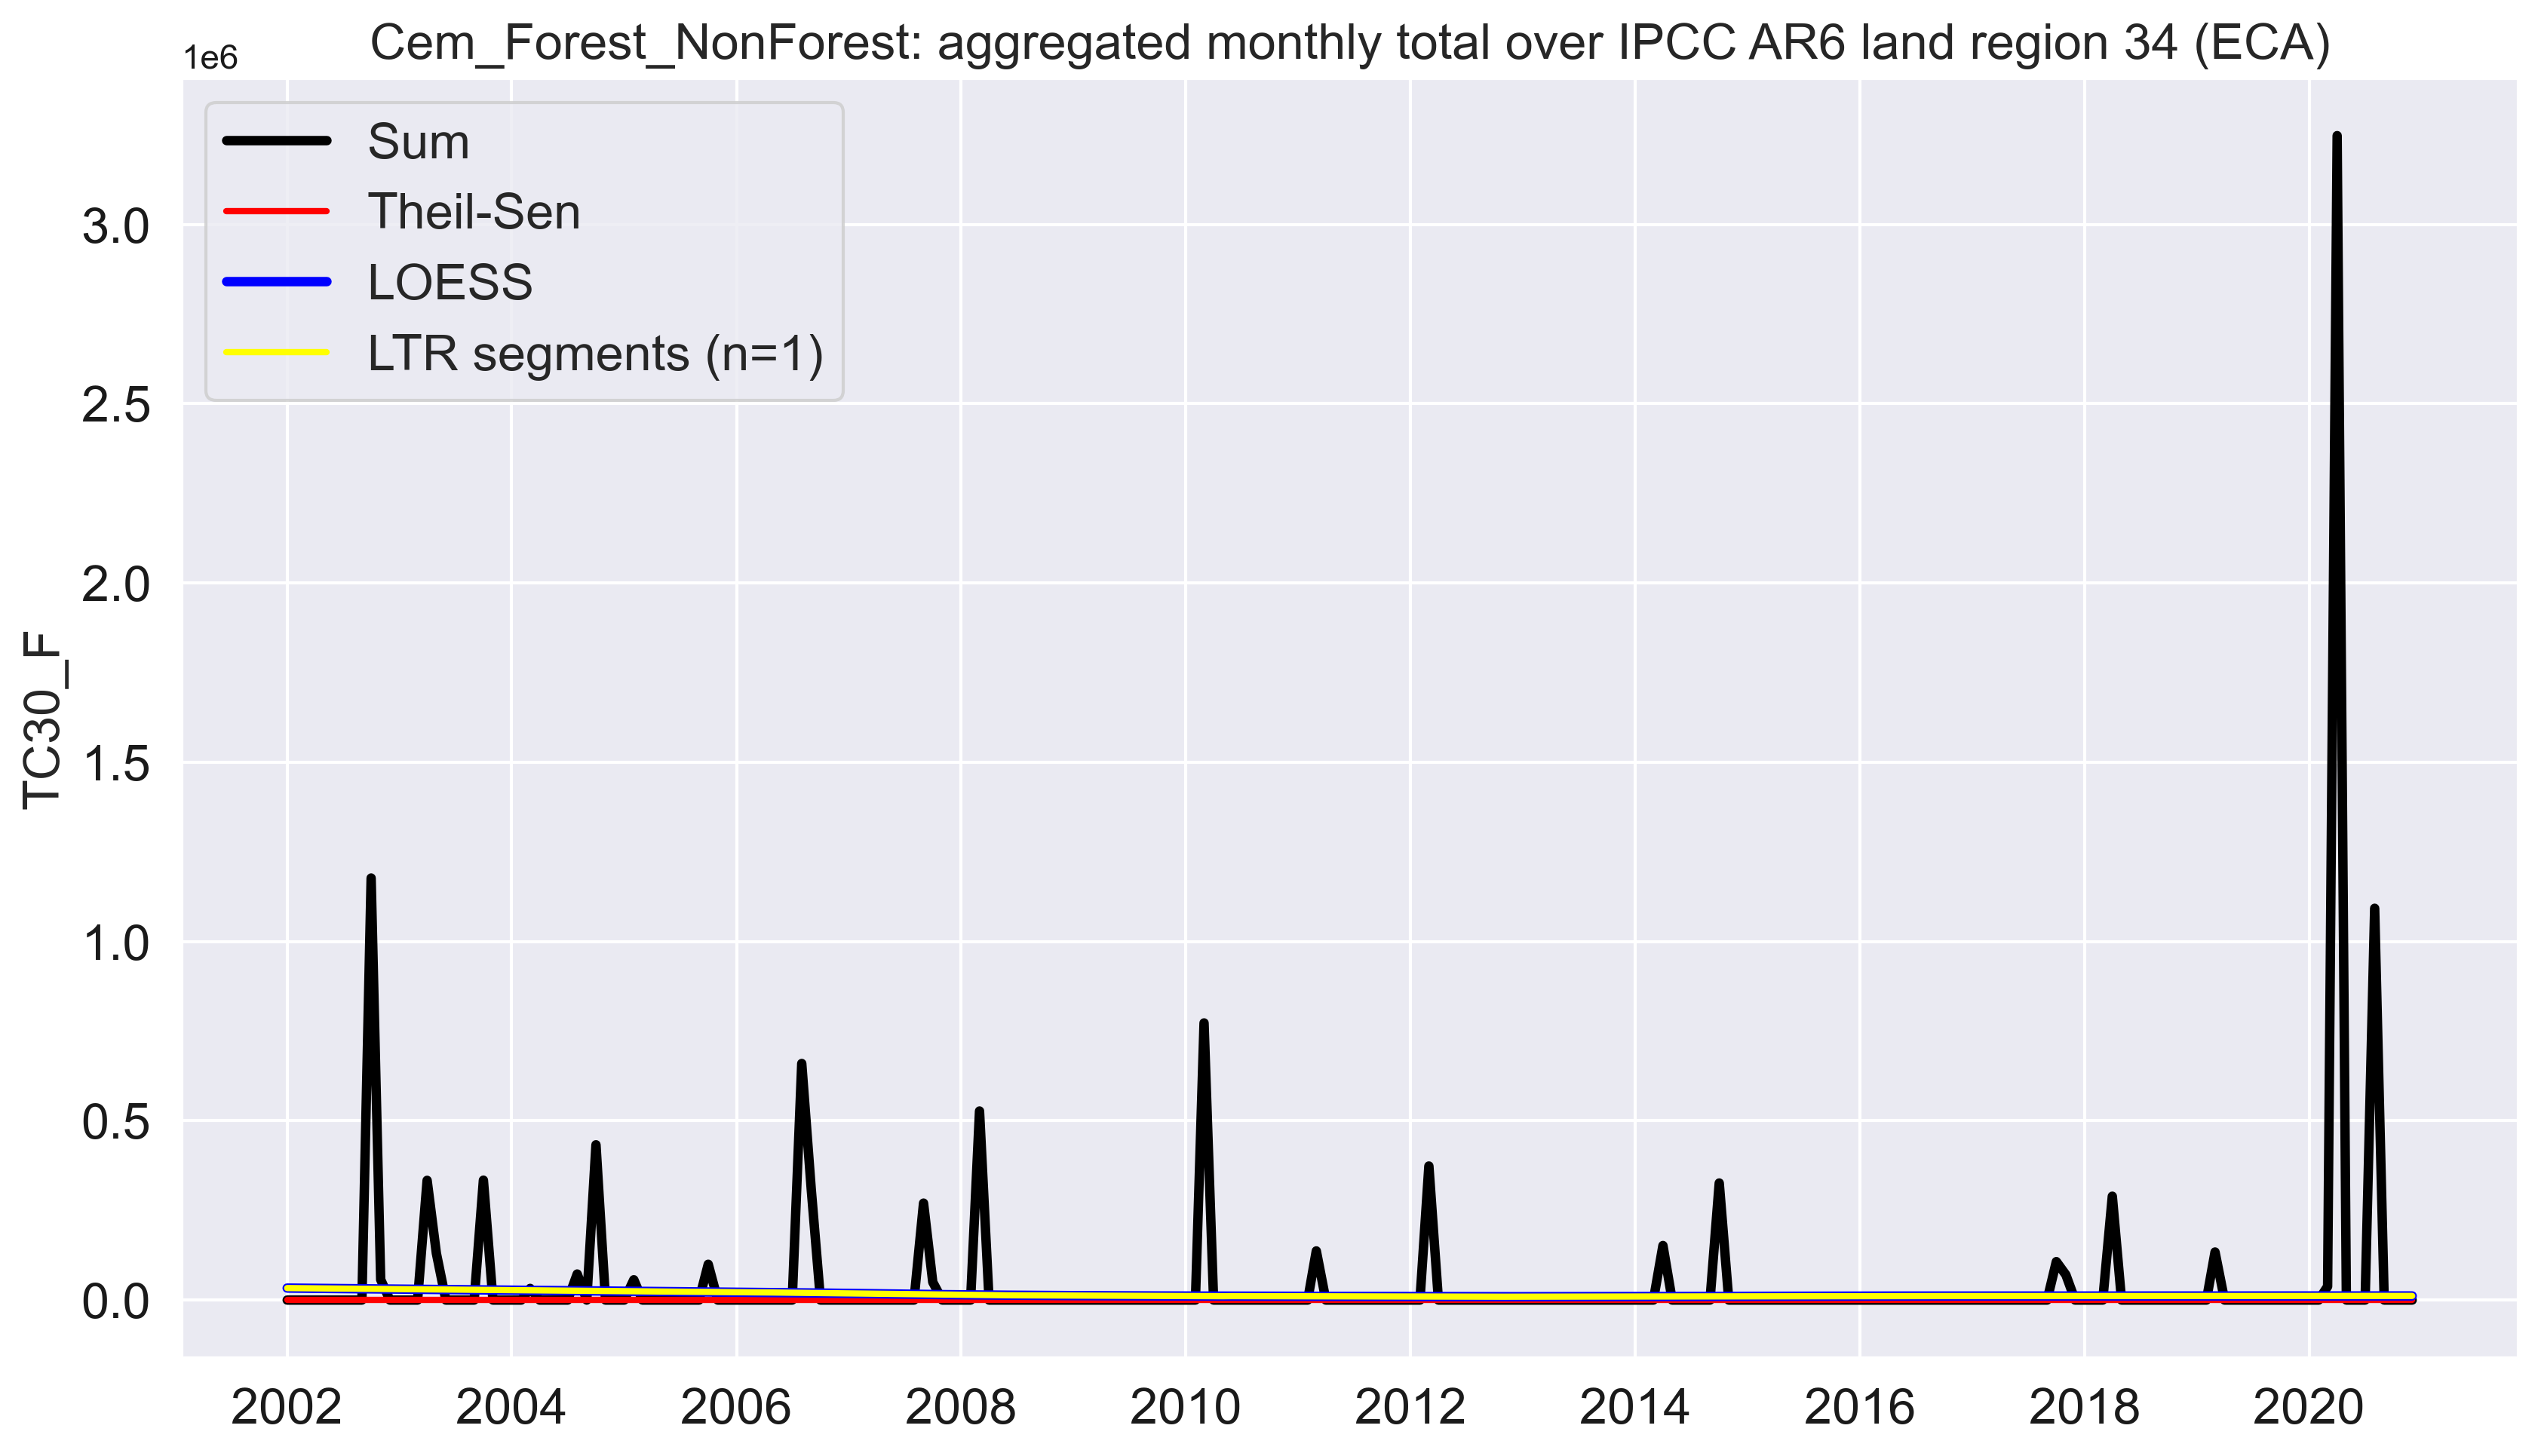 Cem_Forest_NonForest: aggregated monthly total over IPCC AR6 land region 34 (ECA)
1e6
Sum
Theil-Sen
LOESS
LTR segments (n=1)
3.0
2.5
2.0
1.5
1.0
0.5
0.0
TC30_F
2002 2004 2006 2008 2010 2012 2014 2016 2018 2020